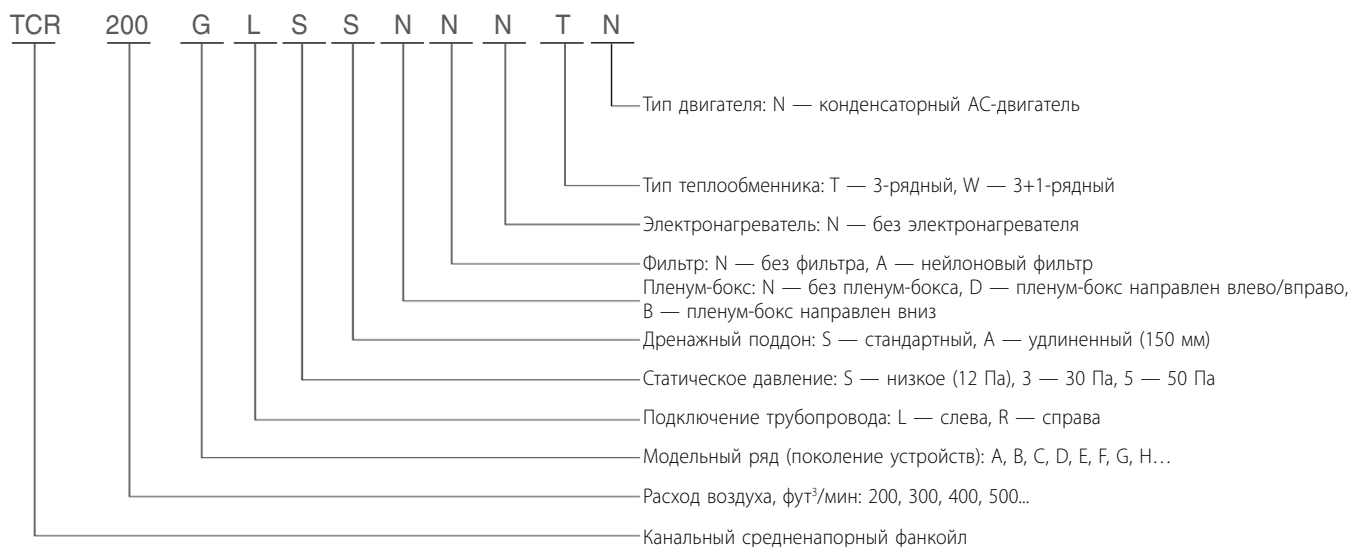 TCR 200 G L S S N N N T N
Тип двигателя: N — конденсаторный AC-двигатель
Тип теплообменника: T — 3-рядный, W — 3+1-рядный
Электронагреватель: N — без электронагревателя
Фильтр: N — без фильтра, A — нейлоновый фильтр
Пленум-бокс: N — без пленум-бокса, D — пленум-бокс направлен влево/вправо,
B — пленум-бокс направлен вниз
Дренажный поддон: S — стандартный, A — удлиненный (150 мм)
Статическое давление: S — низкое (12 Па), 3 — 30 Па, 5 — 50 Па
Подключение трубопровода: L — слева, R — справа
Модельный ряд (поколение устройств): A, B, C, D, E, F, G, H...
Расход воздуха, фут³/мин: 200, 300, 400, 500...
Канальный средненапорный фанкойл